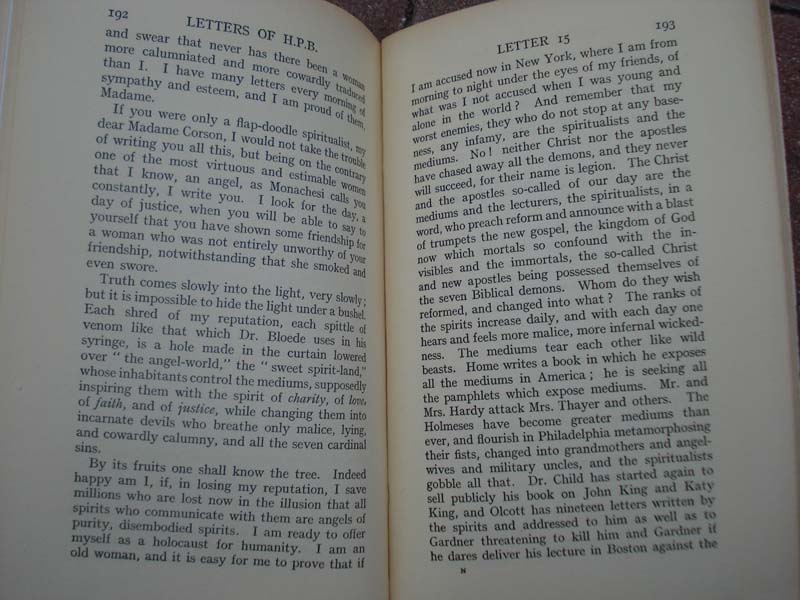 192
LETTERS OF H.P.B.
and swear that never has there been a woman
more calumniated and more cowardly traduced
than I. I have many letters every morning of
sympathy and esteem, and I am proud of them,
Madame.
If you were only a flap-doodle spiritualist, my
dear Madame Corson, I would not take the trouble
of writing you all this, but being on the contrary
one of the most virtuous and estimable women
that I know, an angel, as Monachesi calls you
constantly, I write you. I look for the day, a
day of justice, when you will be able to say to
yourself that you have shown some friendship for
a woman who was not entirely unworthy of your
friendship, notwithstanding that she smoked and
even swore.
Truth comes slowly into the light, very slowly;
but it is impossible to hide the light under a bushel.
Each shred of my reputation, each spittle of
venom like that which Dr. Bloede uses in his
syringe, is a hole made in the curtain lowered
over " the angel-world," the " sweet spirit-land,"
whose inhabitants control the mediums, supposedly
inspiring them with the spirit of charity, of love,
of faith, and of justice, while changing them into
incarnate devils who breathe only malice, lying,
and cowardly calumny, and all the seven cardinal
sins.
By its fruits one shall know the tree. Indeed
happy am I, if, in losing my reputation, I save
millions who are lost now in the illusion that all
spirits who communicate with them are angels of
purity, disembodied spirits. I am ready to offer
myself as a holocaust for humanity. I am an
old woman, and it is easy for me to prove that if
LETTER 15
193
I am accused now in New York, where I am from
morning to night under the eyes of my friends, of
what was I not accused when I was young and
alone in the world ? And remember that my
worst enemies, they who do not stop at any base-
ness, any infamy, are the spiritualists and the
mediums. No! neither Christ nor the apostles
have chased away all the demons, and they never
will succeed, for their name is legion. The Christ
and the apostles so-called of our day are the
mediums and the lecturers, the spiritualists, in a
word, who preach reform and announce with a blast
of trumpets the new gospel, the kingdom of God
now which mortals so confound with the in-
visibles and the immortals, the so-called Christ
and new apostles being possessed themselves of
the seven Biblical demons. Whom do they wish
reformed, and changed into what ? The ranks of
the spirits increase daily, and with each day one
hears and feels more malice, more infernal wicked-
ness. The mediums tear each other like wild
beasts. Home writes a book in which he exposes
all the mediums in America; he is seeking all
the pamphlets which expose mediums. Mr. and
Mrs. Hardy attack Mrs. Thayer and others. The
Holmeses have become greater mediums than
ever, and flourish in Philadelphia metamorphosing
their fists, changed into grandmothers and angel-
wives and military uncles, and the spiritualists
gobble all that. Dr. Child has started again to
sell publicly his book on John King and Katy
King, and Olcott has nineteen letters written by
the spirits and addressed to him as well as to
Gardner threatening to kill him and Gardner if
he dares deliver his lecture in Boston against the
N